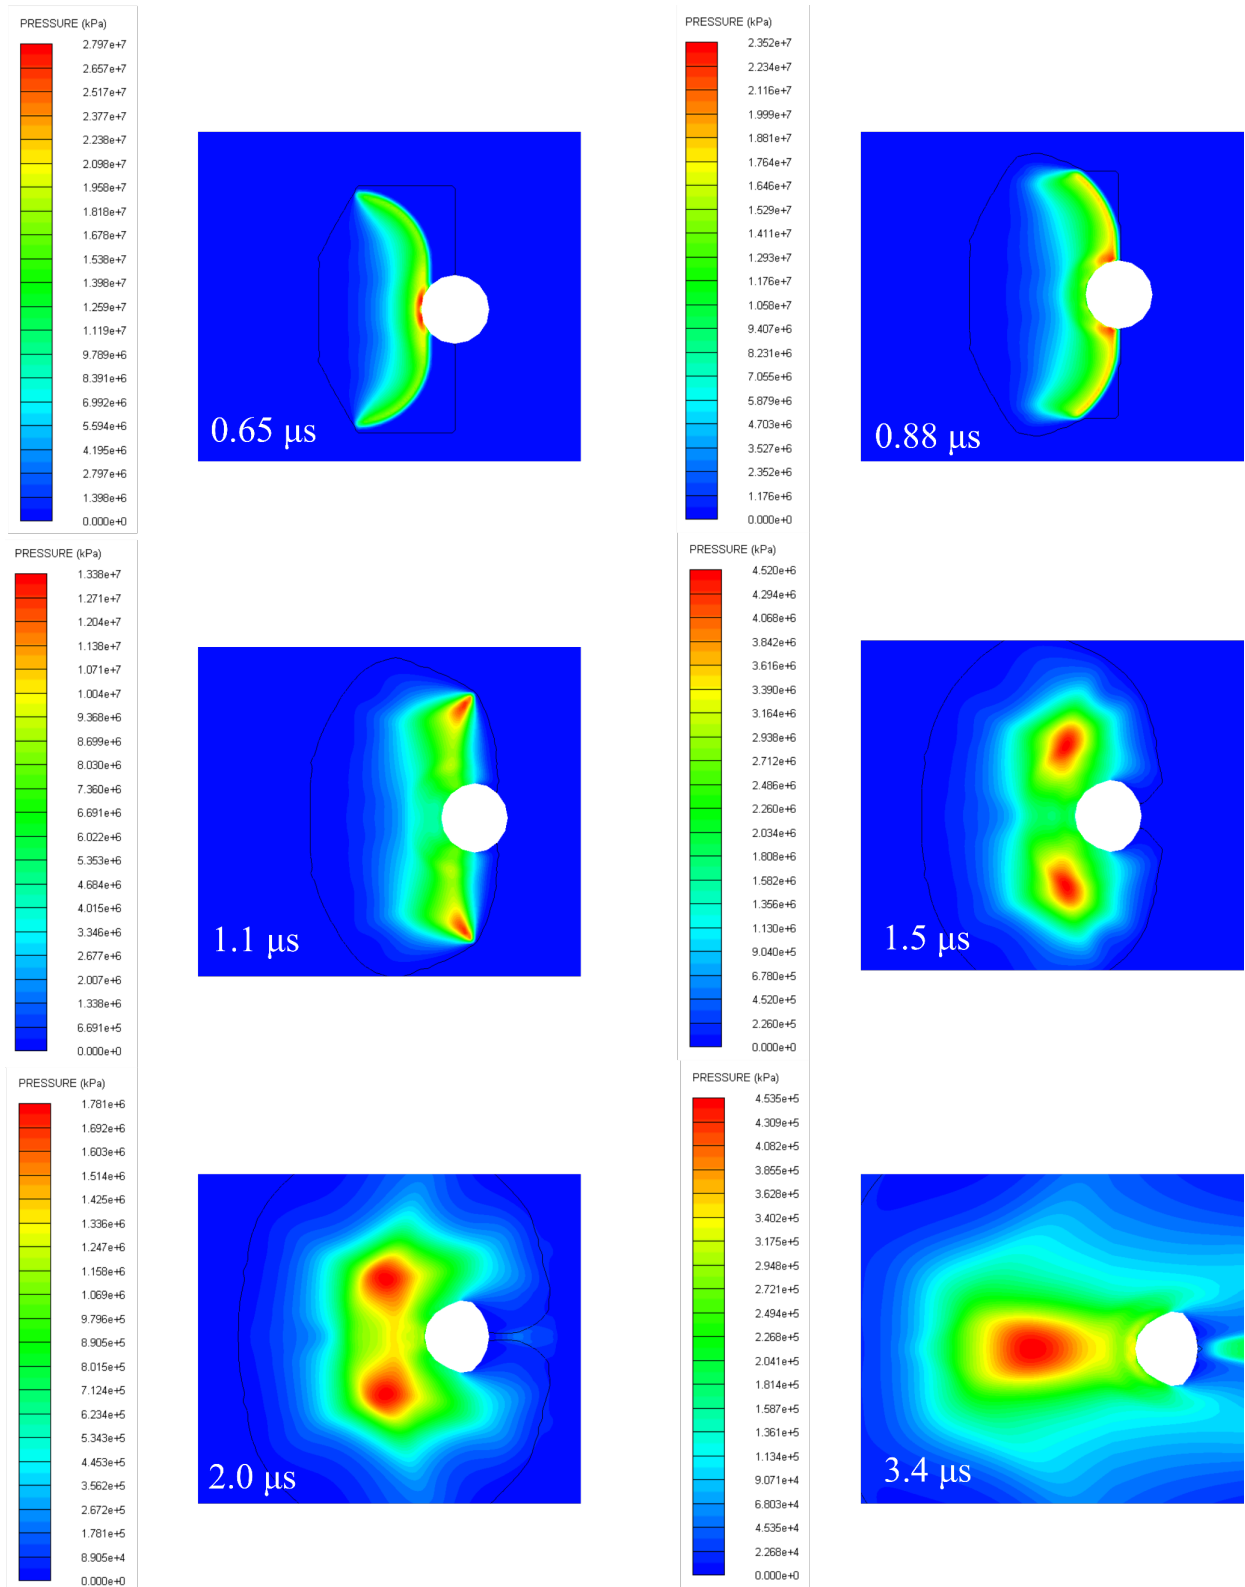 PRESSURE (kPa)
2.797e+7
2.657e+7
2.517e+7
2.377e+7
2.238e+7
2.098e+7
1.958e+7
1.818e+7
1.678e+7
1.538e+7
1.398e+7
1.259e+7
1.119e+7
9.789e+6
8.391e+6
6.992e+6
5.594e+6
4.195e+6
2.797e+6
1.398e+6
0.000e+0
0.65 μs
PRESSURE (kPa)
2.352e+7
2.234e+7
2.116e+7
1.999e+7
1.881e+7
1.764e+7
1.646e+7
1.529e+7
1.411e+7
1.293e+7
1.176e+7
1.058e+7
9.407e+6
8.231e+6
7.055e+6
5.879e+6
4.703e+6
3.527e+6
2.352e+6
1.176e+6
0.000e+0
0.88 μs
PRESSURE (kPa)
1.338e+7
1.271e+7
1.204e+7
1.138e+7
1.071e+7
1.004e+7
9.368e+6
8.699e+6
8.030e+6
7.360e+6
6.691e+6
6.022e+6
5.353e+6
4.684e+6
4.015e+6
3.346e+6
2.677e+6
2.007e+6
1.338e+6
6.691e+5
0.000e+0
1.1 μs
PRESSURE (kPa)
4.520e+6
4.294e+6
4.068e+6
3.842e+6
3.616e+6
3.390e+6
3.164e+6
2.938e+6
2.712e+6
2.486e+6
2.260e+6
2.034e+6
1.808e+6
1.582e+6
1.356e+6
1.130e+6
9.040e+5
6.780e+5
4.520e+5
2.260e+5
0.000e+0
1.5 μs
PRESSURE (kPa)
1.781e+6
1.692e+6
1.603e+6
1.514e+6
1.425e+6
1.336e+6
1.247e+6
1.158e+6
1.069e+6
9.796e+5
8.905e+5
8.015e+5
7.124e+5
6.234e+5
5.343e+5
4.453e+5
3.562e+5
2.672e+5
1.781e+5
8.905e+4
0.000e+0
2.0 μs
PRESSURE (kPa)
4.535e+5
4.309e+5
4.082e+5
3.855e+5
3.628e+5
3.402e+5
3.175e+5
2.948e+5
2.721e+5
2.494e+5
2.268e+5
2.041e+5
1.814e+5
1.587e+5
1.361e+5
1.134e+5
9.071e+4
6.803e+4
4.535e+4
2.268e+4
0.000e+0
3.4 μs